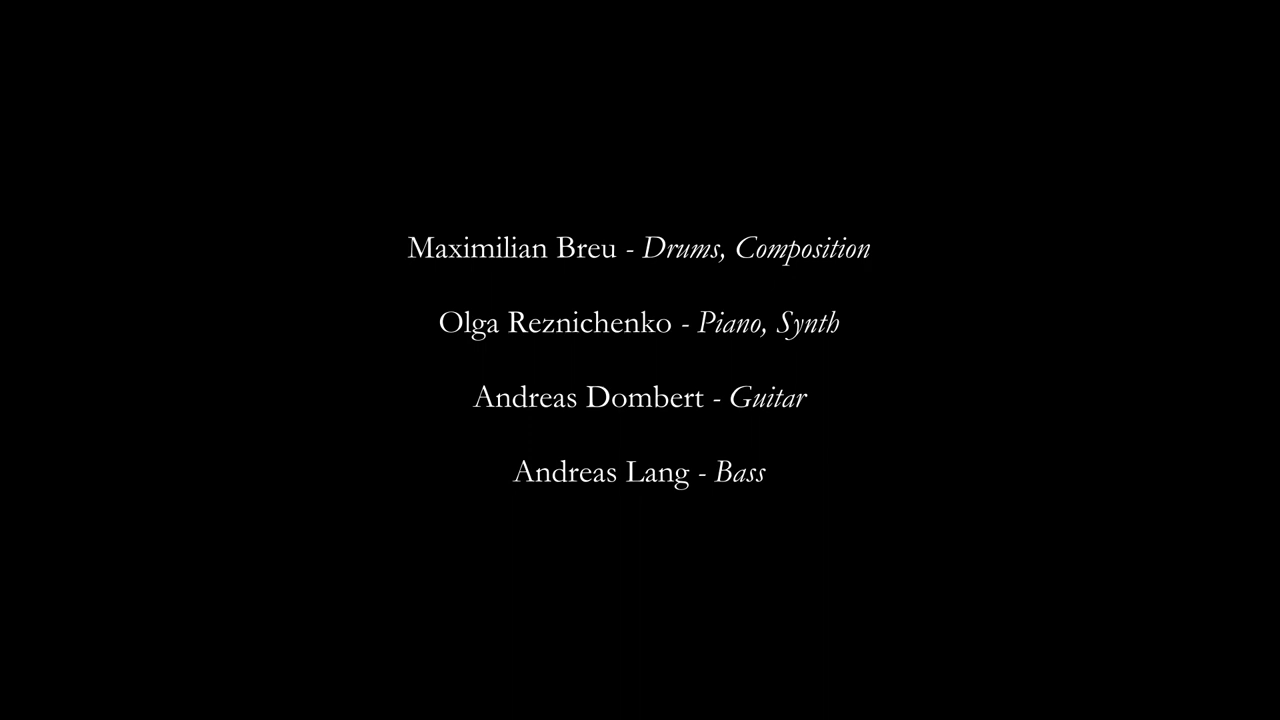 Maximilian Breu - Drums, Composition
Olga Reznichenko - Piano, Synth
Andreas Dombert - Guitar
Andreas Lang - Bass